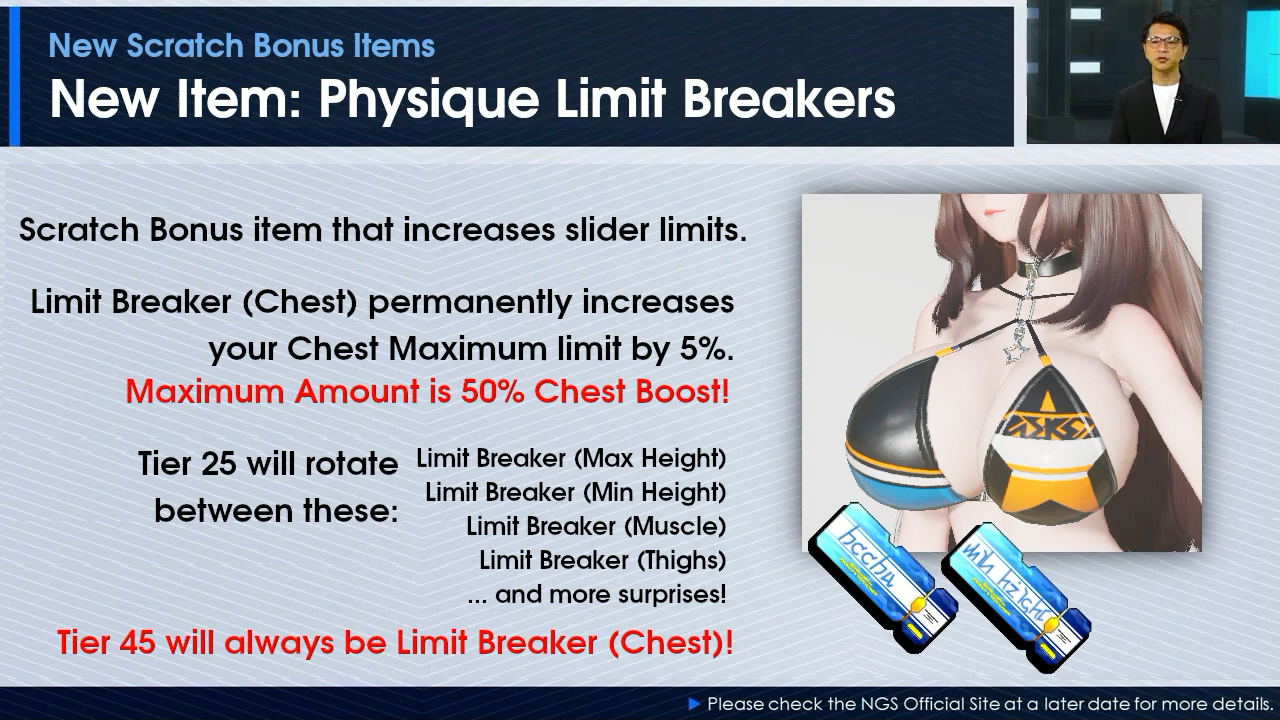 New Scratch Bonus Items
New Item: Physique Limit Breakers
Scratch Bonus item that increases slider limits.
Limit Breaker (Chest) permanently increases
your Chest Maximum limit by 5%.
Maximum Amount is 50% Chest Boost!
Tier 25 will rotate
between these:
Limit Breaker (Max Height)
Limit Breaker (Min Height)
Limit Breaker (Muscle)
Limit Breaker (Thighs)
... and more surprises!
Tier 45 will always be Limit Breaker (Chest)!
Please check the NGS Official Site at a later date for more details.